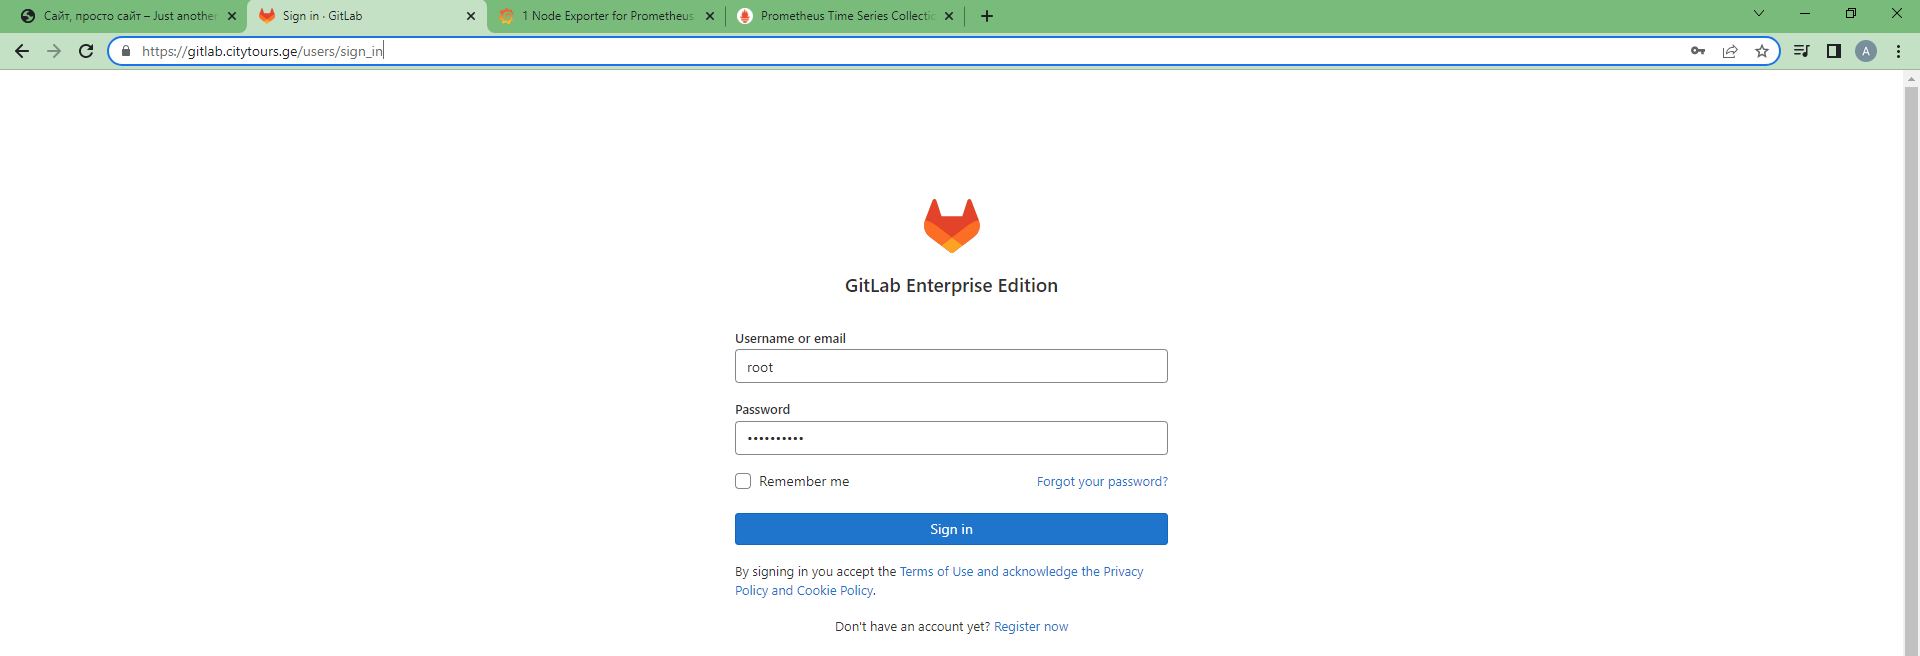 Сайт, просто сайт – Just another
Sign in · GitLab
1 Node Exporter for Prometheus
Prometheus Time Series Collectio
https://gitlab.citytours.ge/users/sign_in
A
GitLab Enterprise Edition
Username or email
root
Password
••••••••••
Remember me
Forgot your password?
Sign in
By signing in you accept the Terms of Use and acknowledge the Privacy
Policy and Cookie Policy.
Don't have an account yet? Register now